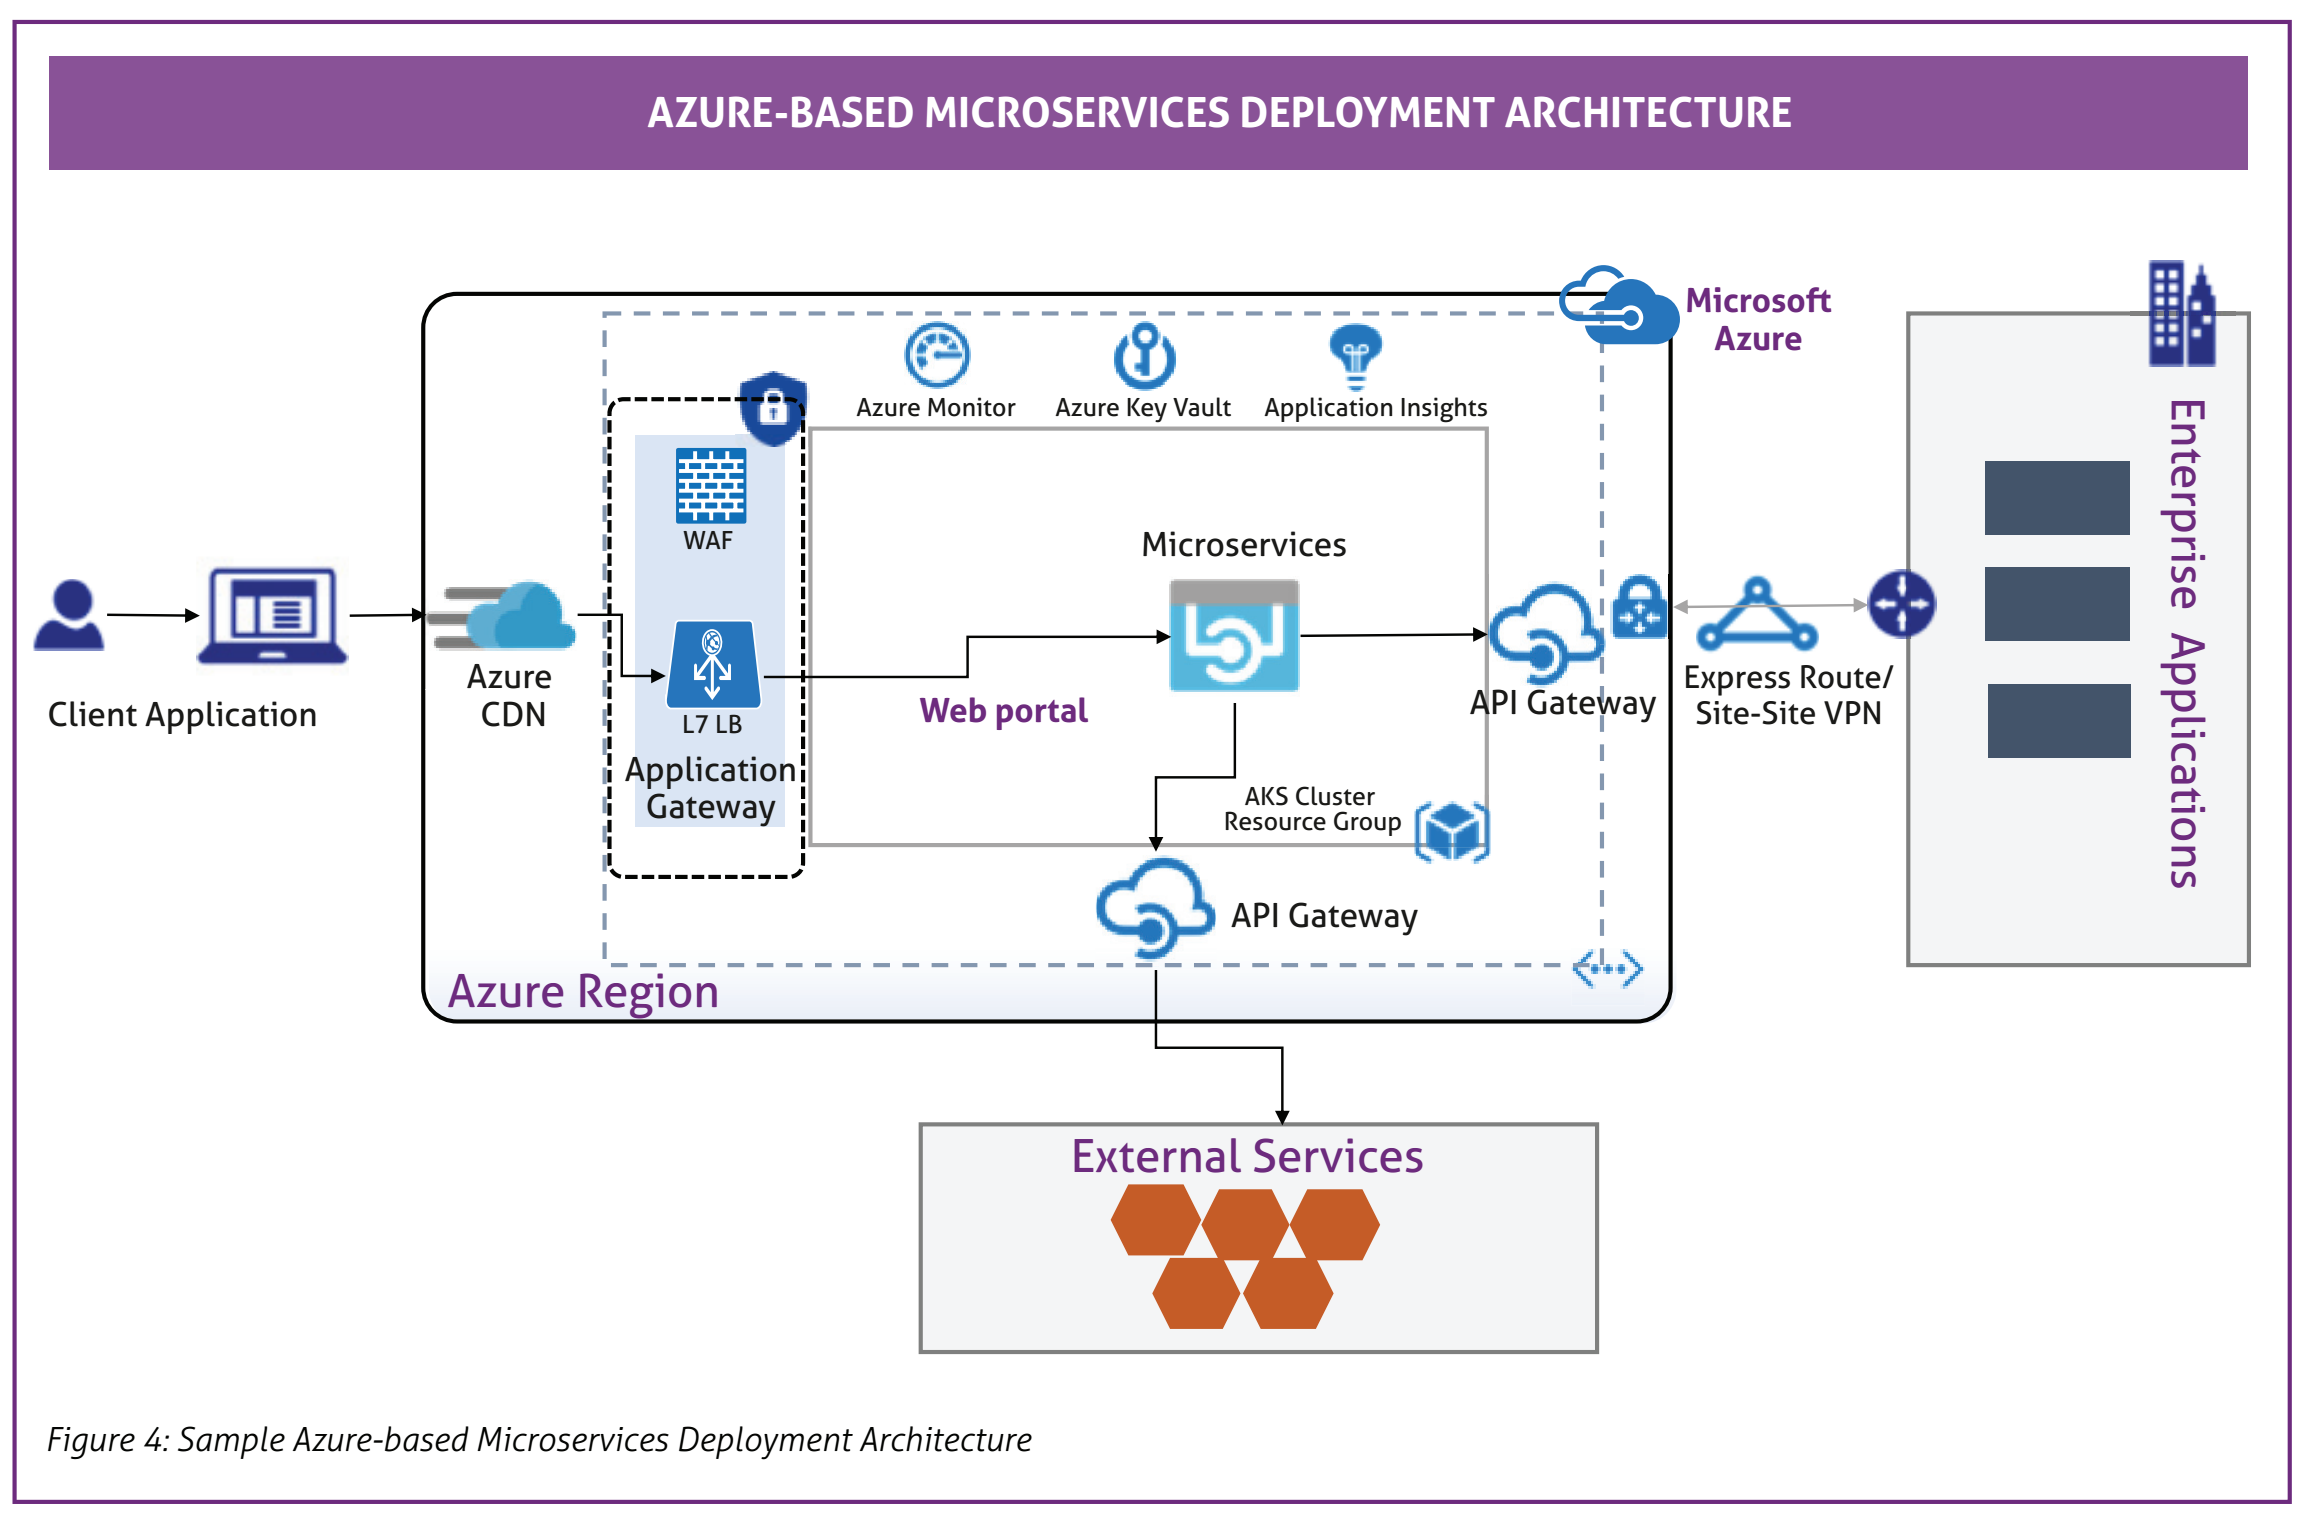 AZURE-BASED MICROSERVICES DEPLOYMENT ARCHITECTURE
Microsoft
Azure
Azure Monitor
Azure Key Vault
Application Insights
WAF
Microservices
Client Application
Azure
CDN
L7 LB
Application
Gateway
Web portal
API Gateway
Express Route/
Site-Site VPN
Enterprise Applications
AKS Cluster
Resource Group
API Gateway
Azure Region
External Services
Figure 4: Sample Azure-based Microservices Deployment Architecture